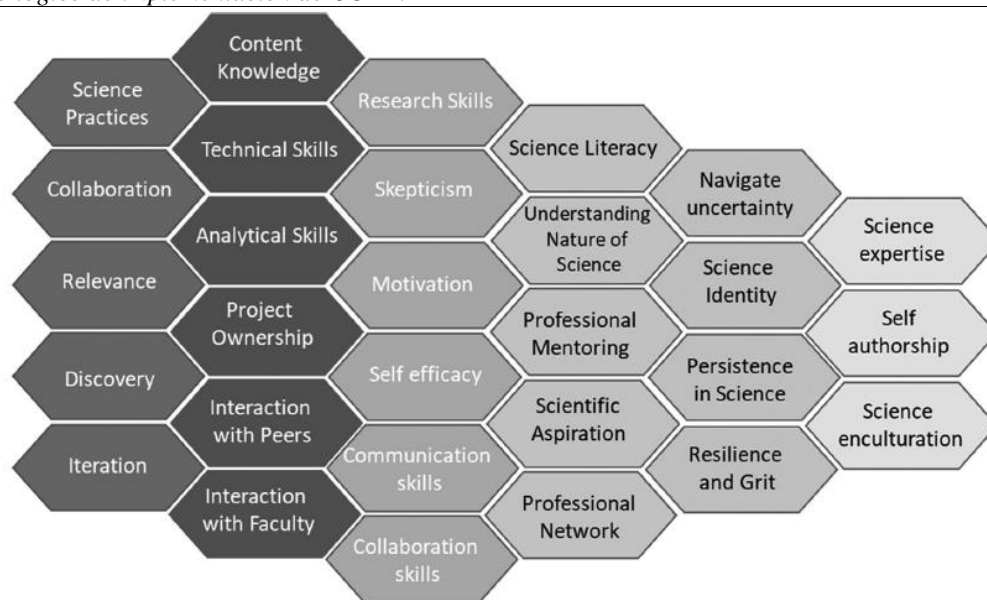 Science
Practices
Collaboration
Relevance
Discovery
Iteration
Content
Knowledge
Technical Skills
Analytical Skills
Project
Ownership
Interaction
with Peers
Interaction
with Faculty
Research Skills
Skepticism
Motivation
Self efficacy
Communication
skills
Collaboration
skills
Science Literacy
Understanding
Nature of
Science
Professional
Mentoring
Scientific
Aspiration
Professional
Network
Navigate
uncertainty
Science
Identity
Persistence
in Science
Resilience
and Grit
Science
expertise
Self
authorship
Science
enculturation